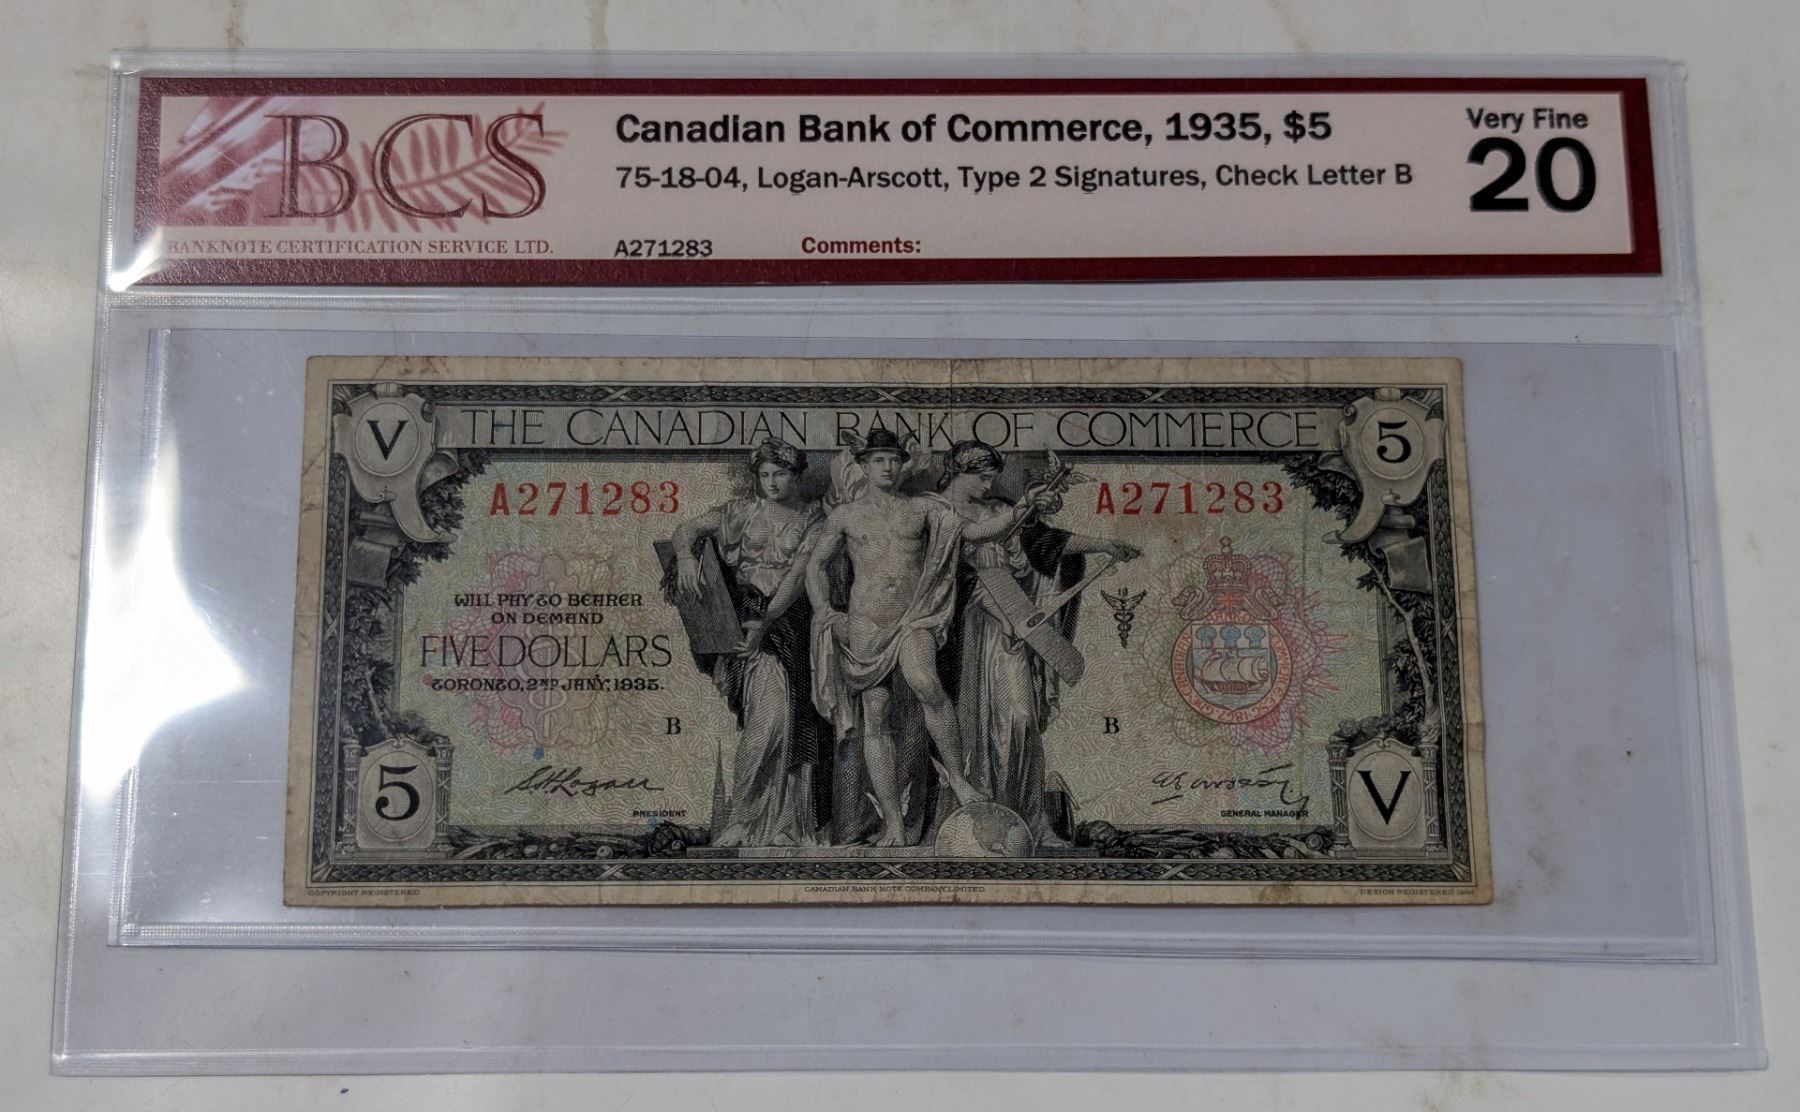 BCS
BANKNOTE CERTIFICATION SERVICE LTD.
Canadian Bank of Commerce, 1935, $5
75-18-04, Logan-Arscott, Type 2 Signatures, Check Letter B
A271283 Comments:
Very Fine
20
V THE CANADIAN BANK OF COMMERCE 5
A271283 A271283
WILL PAY TO BEARER
ON DEMAND
FIVE DOLLARS
TORONTO, 2ND JANY, 1935.
B B
5 V
PRESIDENT GENERAL MANAGER
COPYRIGHT REGISTERED CANADIAN BANK NOTE COMPANY, LIMITED. DESIGN REGISTERED